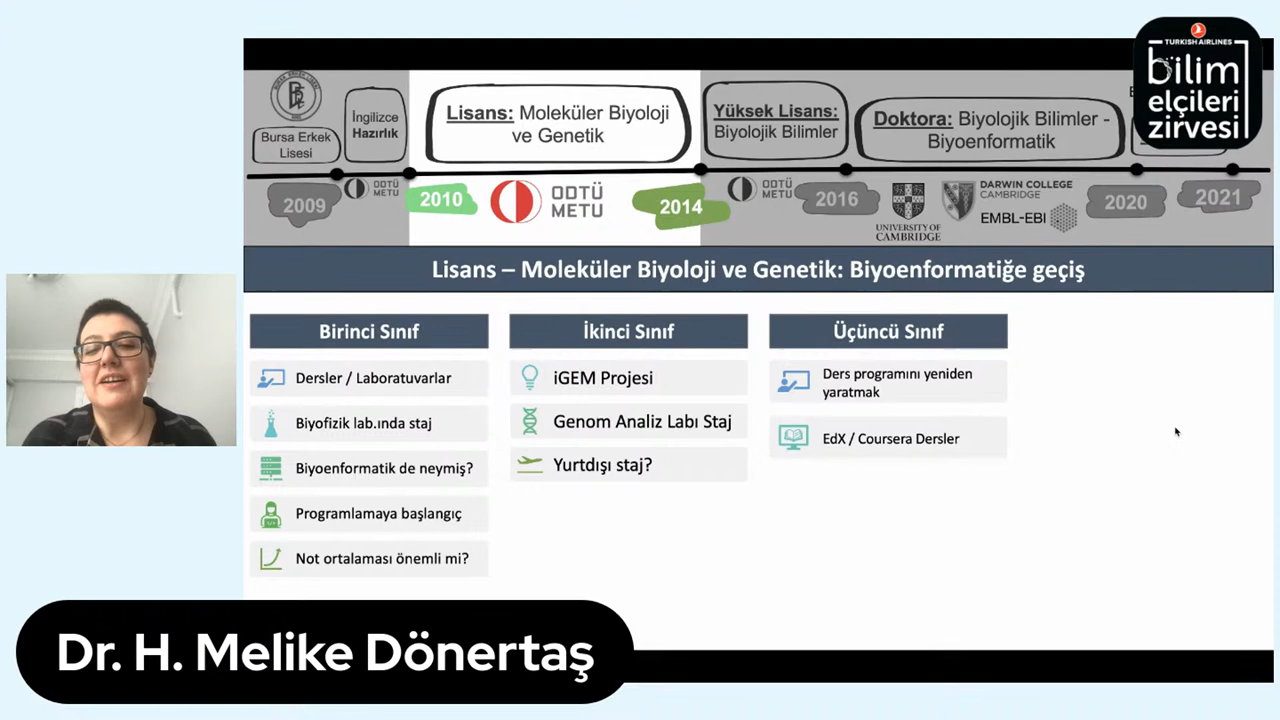 TURKISH AIRLINES
bilim
elçileri
zirvesi
Bursa Erkek
Lisesi
İngilizce
Hazırlık
Lisans: Moleküler Biyoloji
ve Genetik
Yüksek Lisans:
Biyolojik Bilimler
Doktora: Biyolojik Bilimler -
Biyoenformatik
2009
ODTÜ
METU
2010
ODTÜ
METU
2014
ODTÜ
METU
2016
UNIVERSITY OF
CAMBRIDGE
DARWIN COLLEGE
CAMBRIDGE
EMBL-EBI
2020
2021
Lisans – Moleküler Biyoloji ve Genetik: Biyoenformatiğe geçiş
Birinci Sınıf
Dersler / Laboratuvarlar
Biyofizik lab.ında staj
Biyoenformatik de neymiş?
Programlamaya başlangıç
Not ortalaması önemli mi?
İkinci Sınıf
iGEM Projesi
Genom Analiz Labı Staj
Yurtdışı staj?
Üçüncü Sınıf
Ders programını yeniden
yaratmak
EdX / Coursera Dersler
Dr. H. Melike Dönertaş